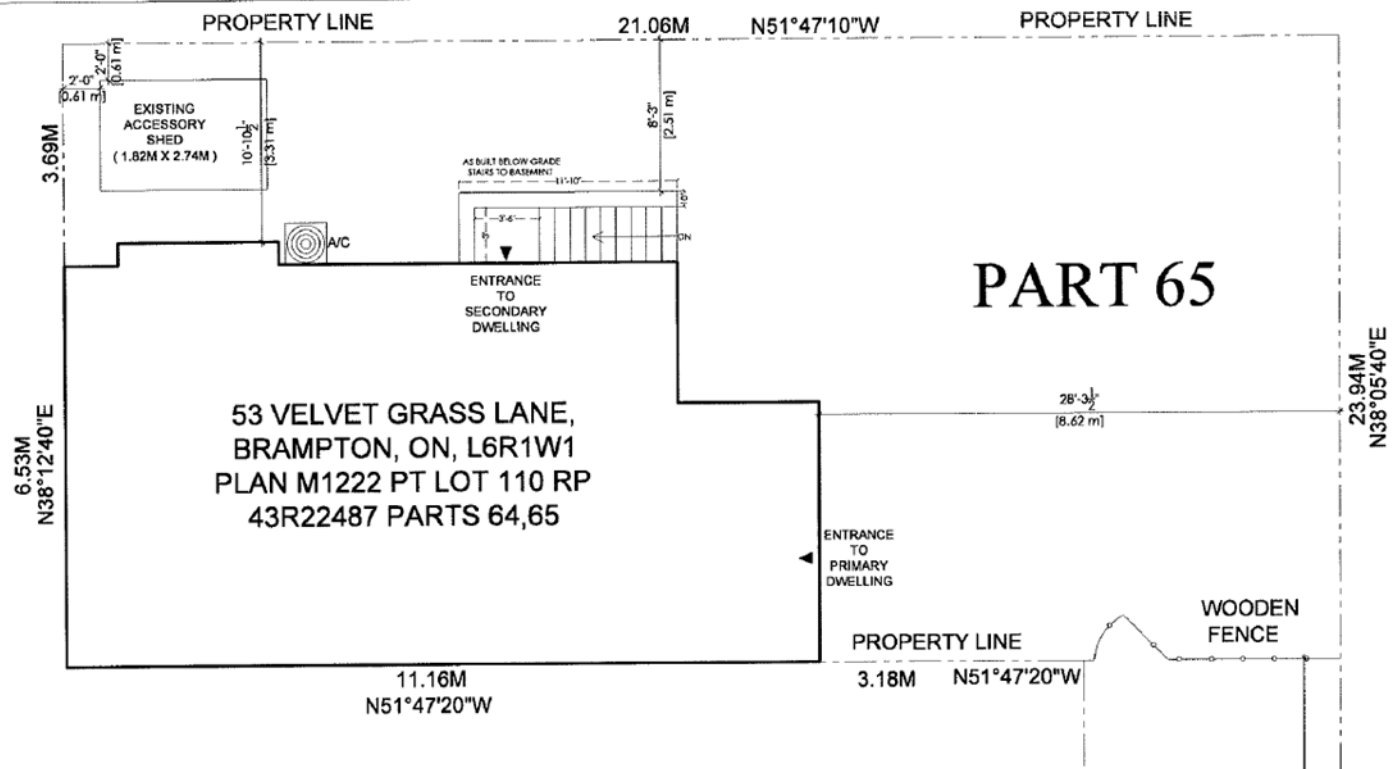 PROPERTY LINE
21.06M N51°47'10"W
PROPERTY LINE
2'-0"
[0.61 m]
2'-0"
[0.61 m]
EXISTING
ACCESSORY
SHED
( 1.82M X 2.74M )
3.69M
10'-10½"
[3.31 m]
8'-3"
[2.51 m]
AS BUILT BELOW GRADE
STAIRS TO BASEMENT
11'-10"
3'-6"
DN
A/C
ENTRANCE
TO
SECONDARY
DWELLING
PART 65
53 VELVET GRASS LANE,
BRAMPTON, ON, L6R1W1
PLAN M1222 PT LOT 110 RP
43R22487 PARTS 64,65
6.53M
N38°12'40"E
28'-3½"
[8.62 m]
23.94M
N38°05'40"E
ENTRANCE
TO
PRIMARY
DWELLING
WOODEN
FENCE
PROPERTY LINE
3.18M N51°47'20"W
11.16M
N51°47'20"W